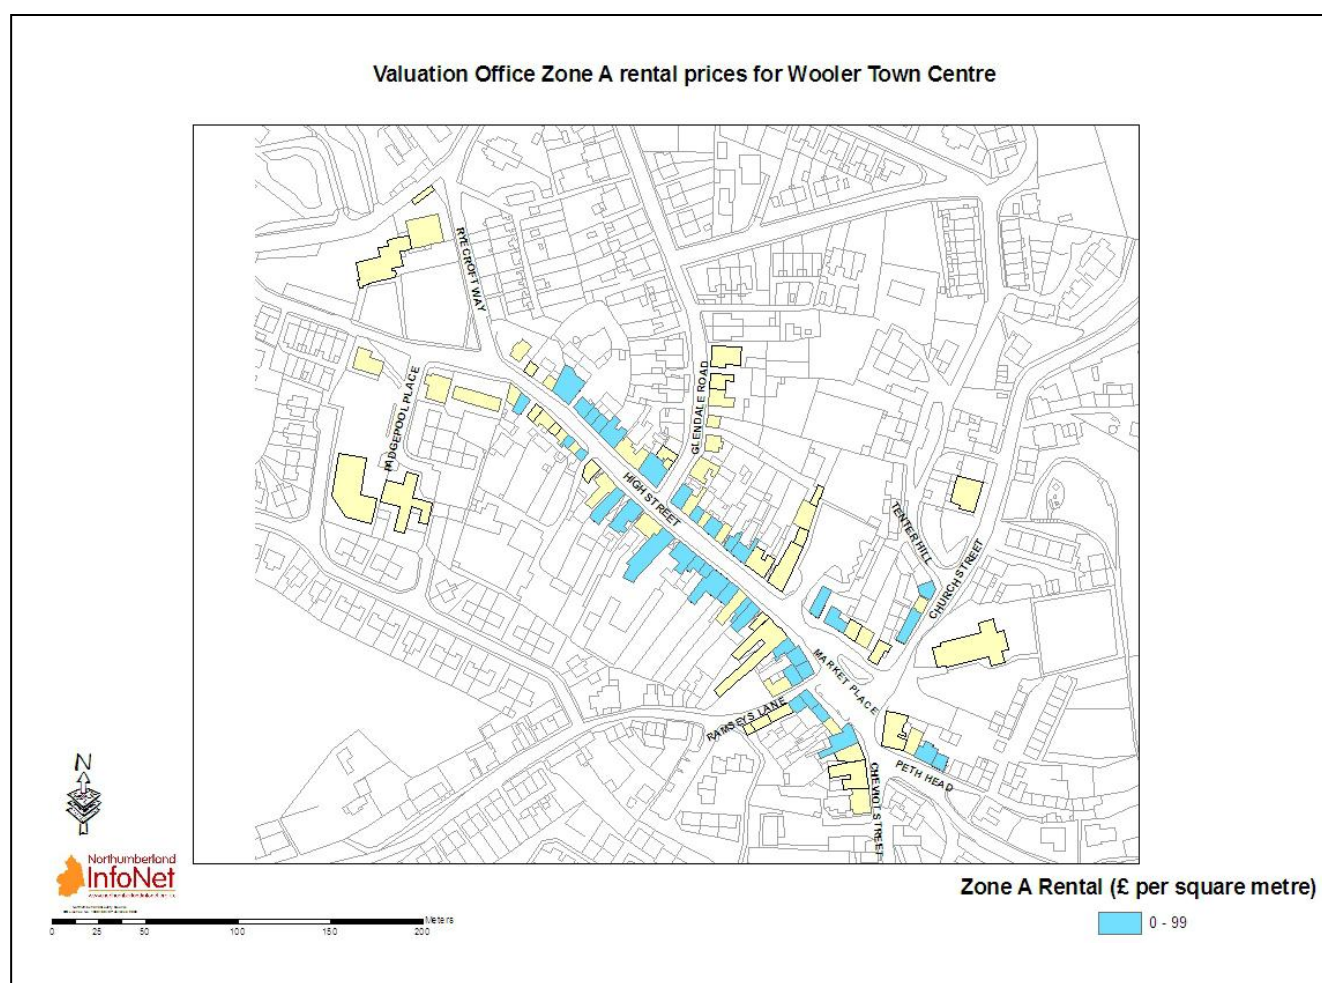 Valuation Office Zone A rental prices for Wooler Town Centre
RYECROFT WAY
PADGEPOOL PLACE
GLENDALE ROAD
HIGH STREET
TENTER HILL
CHURCH STREET
MARKET PLACE
RAMSEYS LANE
PETH HEAD
CHEVIOT STREET
N
Northumberland
InfoNet
Meters
0 25 50 100 150 200
Zone A Rental (£ per square metre)
0 - 99